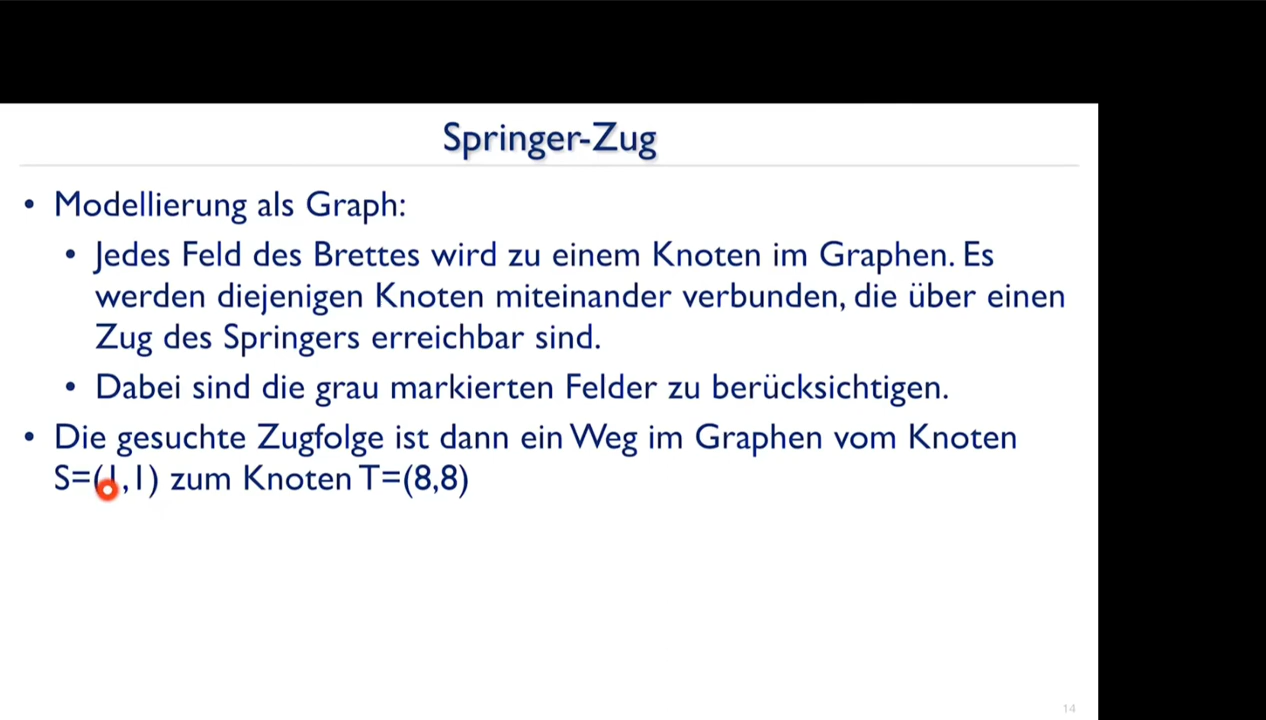 Springer-Zug
• Modellierung als Graph:
• Jedes Feld des Brettes wird zu einem Knoten im Graphen. Es
werden diejenigen Knoten miteinander verbunden, die über einen
Zug des Springers erreichbar sind.
• Dabei sind die grau markierten Felder zu berücksichtigen.
• Die gesuchte Zugfolge ist dann ein Weg im Graphen vom Knoten
S=(1,1) zum Knoten T=(8,8)
14